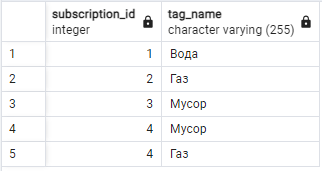 subscription_id tag_name
integer character varying (255)
1 1 Вода
2 2 Газ
3 3 Мусор
4 4 Мусор
5 4 Газ